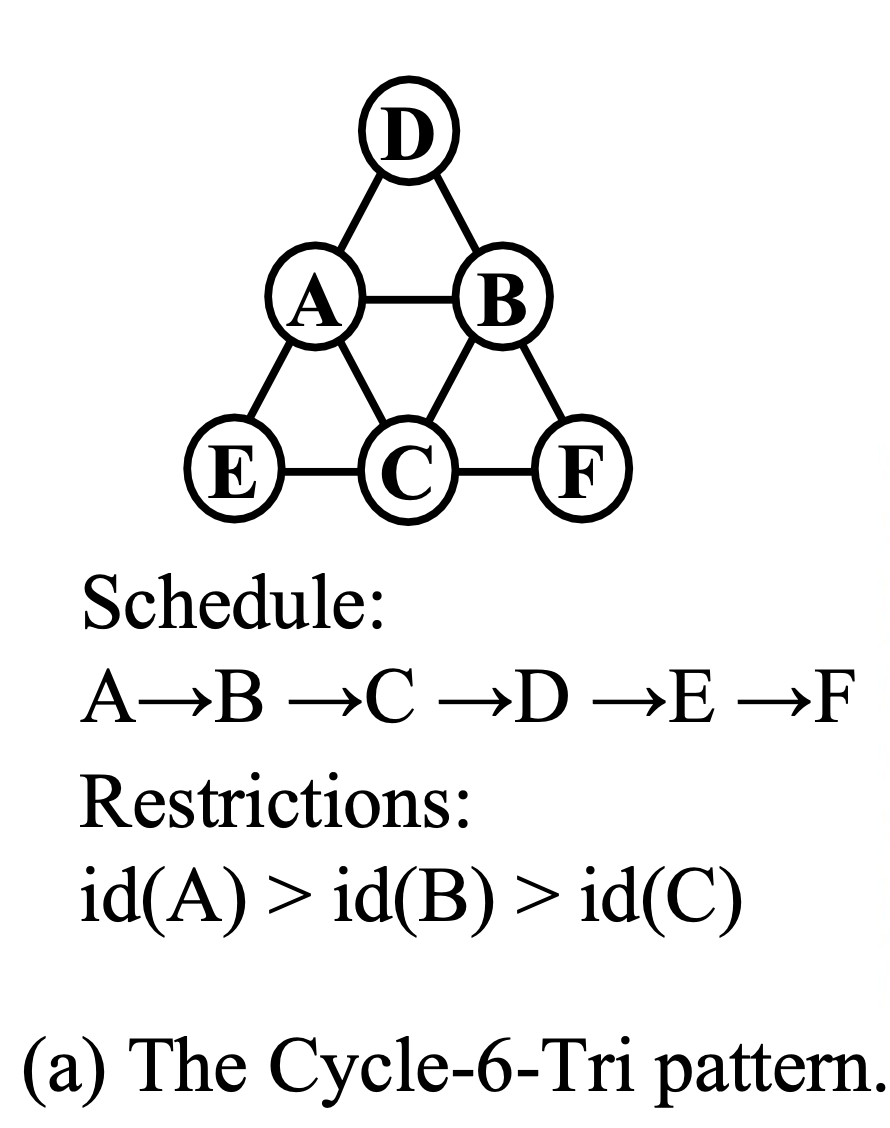 D
A B
E C F
Schedule:
A→B →C →D →E →F
Restrictions:
id(A) > id(B) > id(C)
(a) The Cycle-6-Tri pattern.